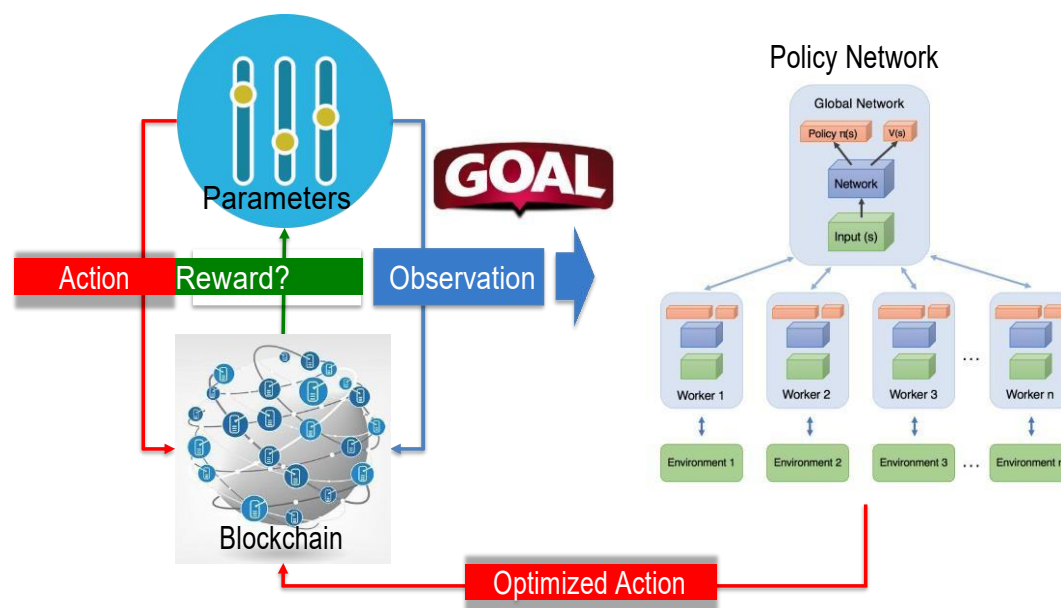 Parameters
GOAL
Action
Reward?
Observation
Blockchain
Policy Network
Global Network
Policy π(s)
V(s)
Network
Input (s)
Worker 1
Worker 2
Worker 3
...
Worker n
Environment 1
Environment 2
Environment 3
...
Environment n
Optimized Action